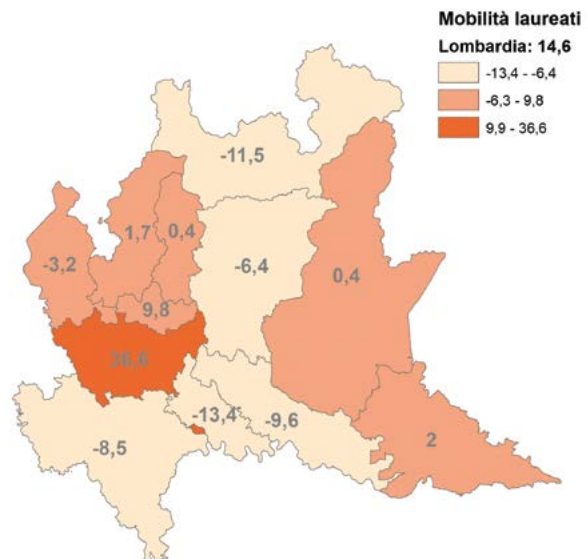 Mobilità laureati
Lombardia: 14,6
-13,4 - -6,4
-6,3 - 9,8
9,9 - 36,6
-11,5
1,7
0,4
-3,2
-6,4
0,4
9,8
36,6
-13,4
-9,6
-8,5
2